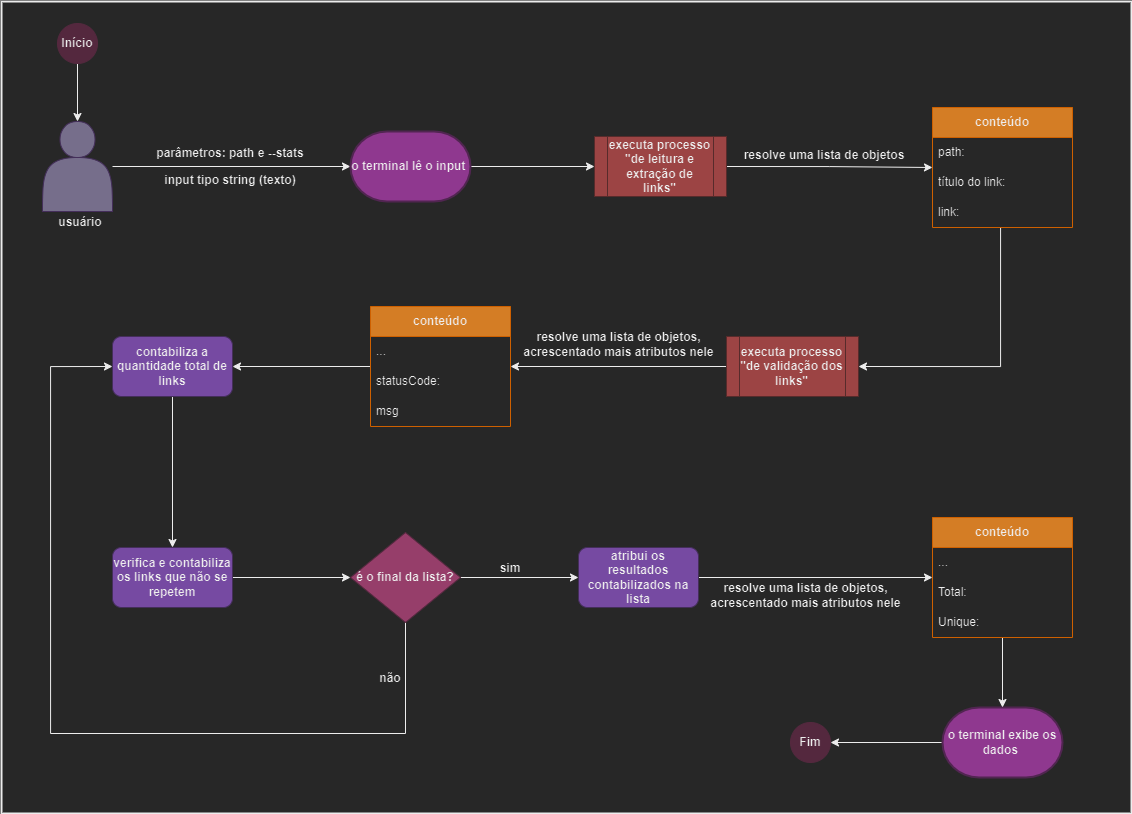 Início
usuário
parâmetros: path e --stats
input tipo string (texto)
o terminal lê o input
executa processo
"de leitura e
extração de
links"
resolve uma lista de objetos
conteúdo
path:
título do link:
link:
executa processo
"de validação dos
links"
resolve uma lista de objetos,
acrescentado mais atributos nele
conteúdo
...
statusCode:
msg
contabiliza a
quantidade total de
links
verifica e contabiliza
os links que não se
repetem
é o final da lista?
não
sim
atribui os
resultados
contabilizados na
lista
resolve uma lista de objetos,
acrescentado mais atributos nele
conteúdo
...
Total:
Unique:
o terminal exibe os
dados
Fim